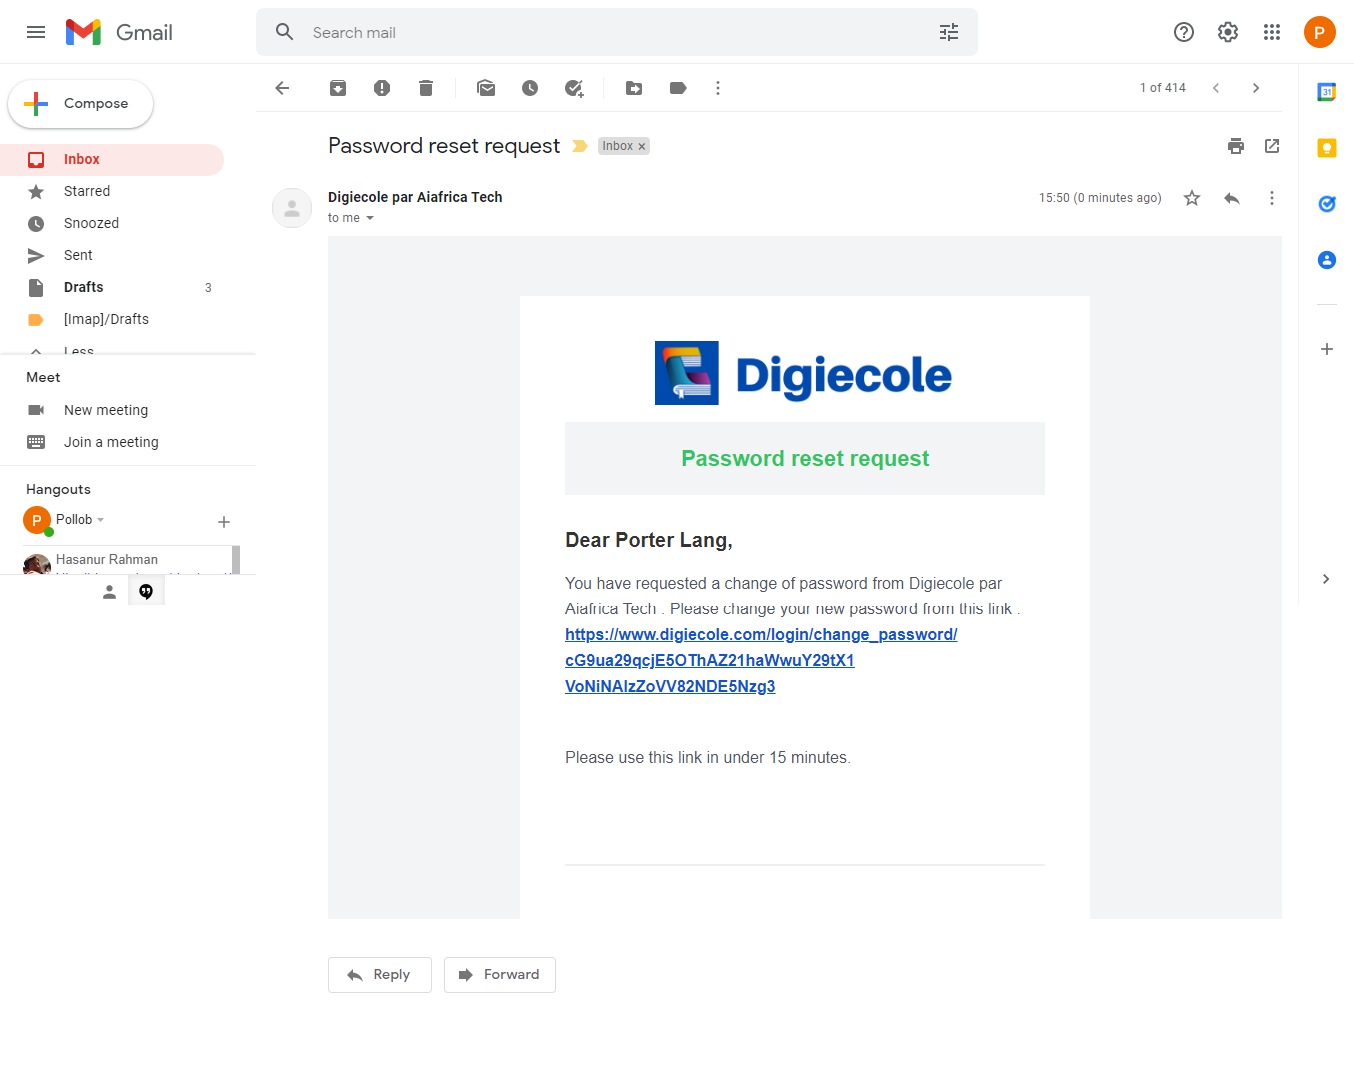 Gmail
Search mail
P
Compose
1 of 414
31
Inbox
Password reset request
Inbox ×
Starred
Digiecole par Aiafrica Tech
15:50 (0 minutes ago)
to me
Snoozed
Sent
Drafts
3
[Imap]/Drafts
Less
Digiecole
Meet
New meeting
Join a meeting
Password reset request
Hangouts
P
Pollob
Hasanur Rahman
Dear Porter Lang,
You have requested a change of password from Digiecole par
Aiafrica Tech . Please change your new password from this link .
https://www.digiecole.com/login/change_password/
cG9ua29qcjE5OThAZ21haWwuY29tX1
VoNiNAIzZoVV82NDE5Nzg3
Please use this link in under 15 minutes.
Reply
Forward